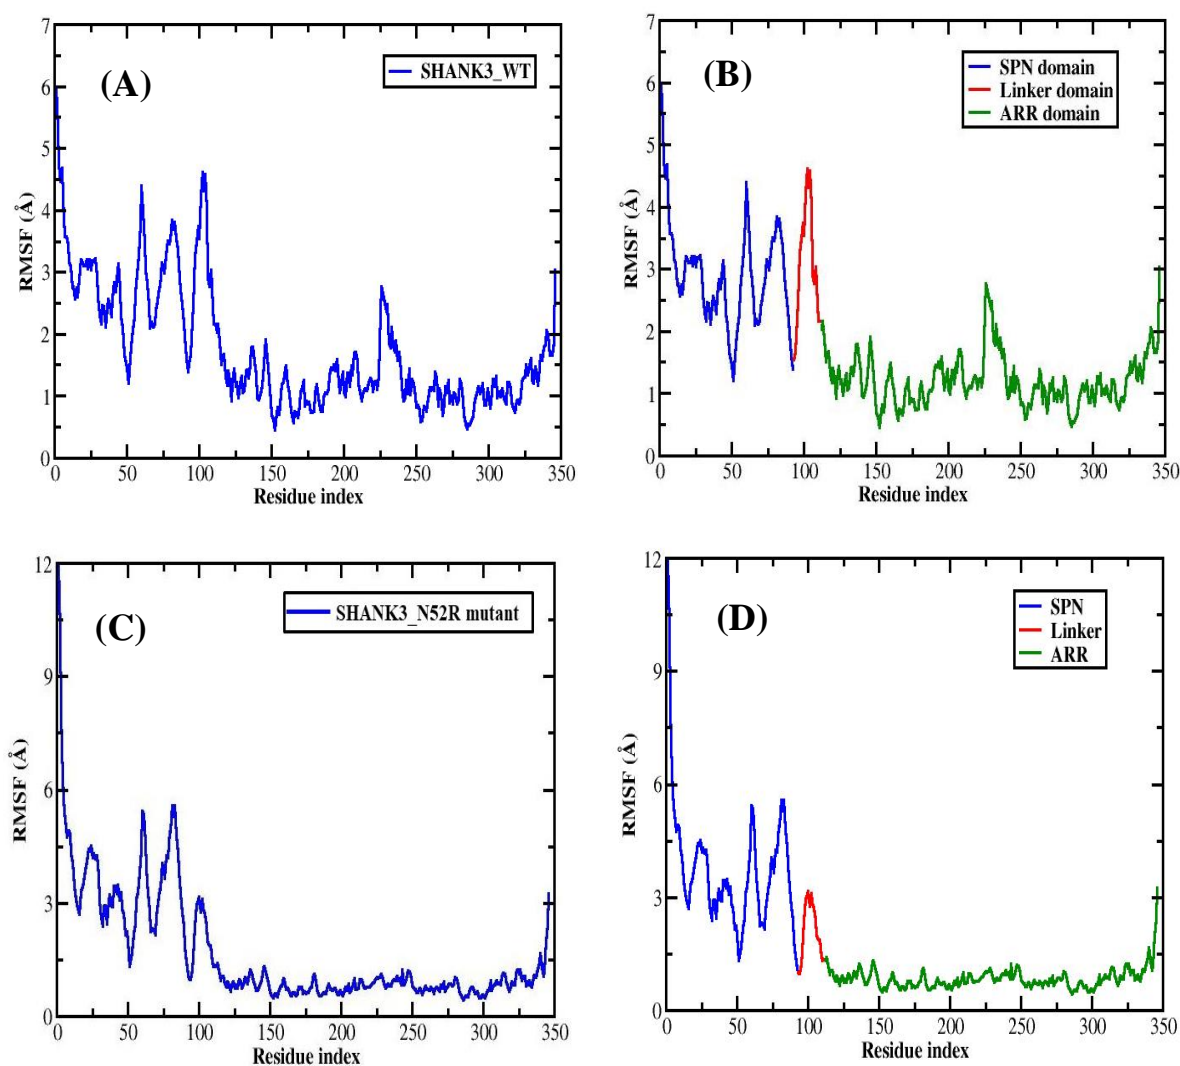 (A)
SHANK3_WT
RMSF (Å)
7
6
5
4
3
2
1
0
0 50 100 150 200 250 300 350
Residue index
(B)
SPN domain
Linker domain
ARR domain
RMSF (Å)
7
6
5
4
3
2
1
0
0 50 100 150 200 250 300 350
Residue index
(C)
SHANK3_N52R mutant
RMSF (Å)
12
9
6
3
0
0 50 100 150 200 250 300 350
Residue index
(D)
SPN
Linker
ARR
RMSF (Å)
12
9
6
3
0
0 50 100 150 200 250 300 350
Residue index